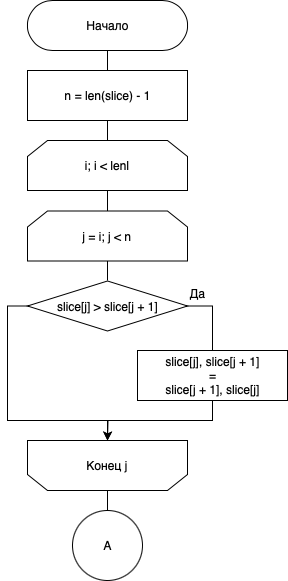 Начало
n = len(slice) - 1
i; i < lenl
j = i; j < n
slice[j] > slice[j + 1]
Да
slice[j], slice[j + 1]
=
slice[j + 1], slice[j]
Конец j
А